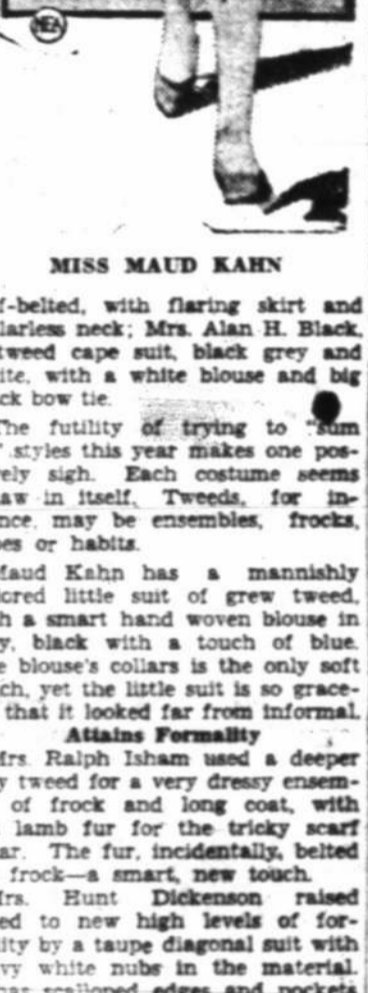 NEA
MISS MAUD KAHN
f-belted, with flaring skirt and
larless neck; Mrs. Alan H. Black,
tweed cape suit, black grey and
ite, with a white blouse and big
ck bow tie.
The futility of trying to "sum
" styles this year makes one pos-
vely sigh. Each costume seems
aw in itself. Tweeds, for in-
nce, may be ensembles, frocks,
pes or habits.
Maud Kahn has a mannishly
ored little suit of grew tweed,
h a smart hand woven blouse in
y, black with a touch of blue.
e blouse's collars is the only soft
ch, yet the little suit is so grace-
that it looked far from informal.
Attains Formality
rs. Ralph Isham used a deeper
y tweed for a very dressy ensem-
of frock and long coat, with
lamb fur for the tricky scarf
ar. The fur, incidentally, belted
frock—a smart, new touch.
rs. Hunt Dickenson raised
ed to new high levels of for-
ity by a taupe diagonal suit with
vy white nubs in the material.
scalloped edges and pockets